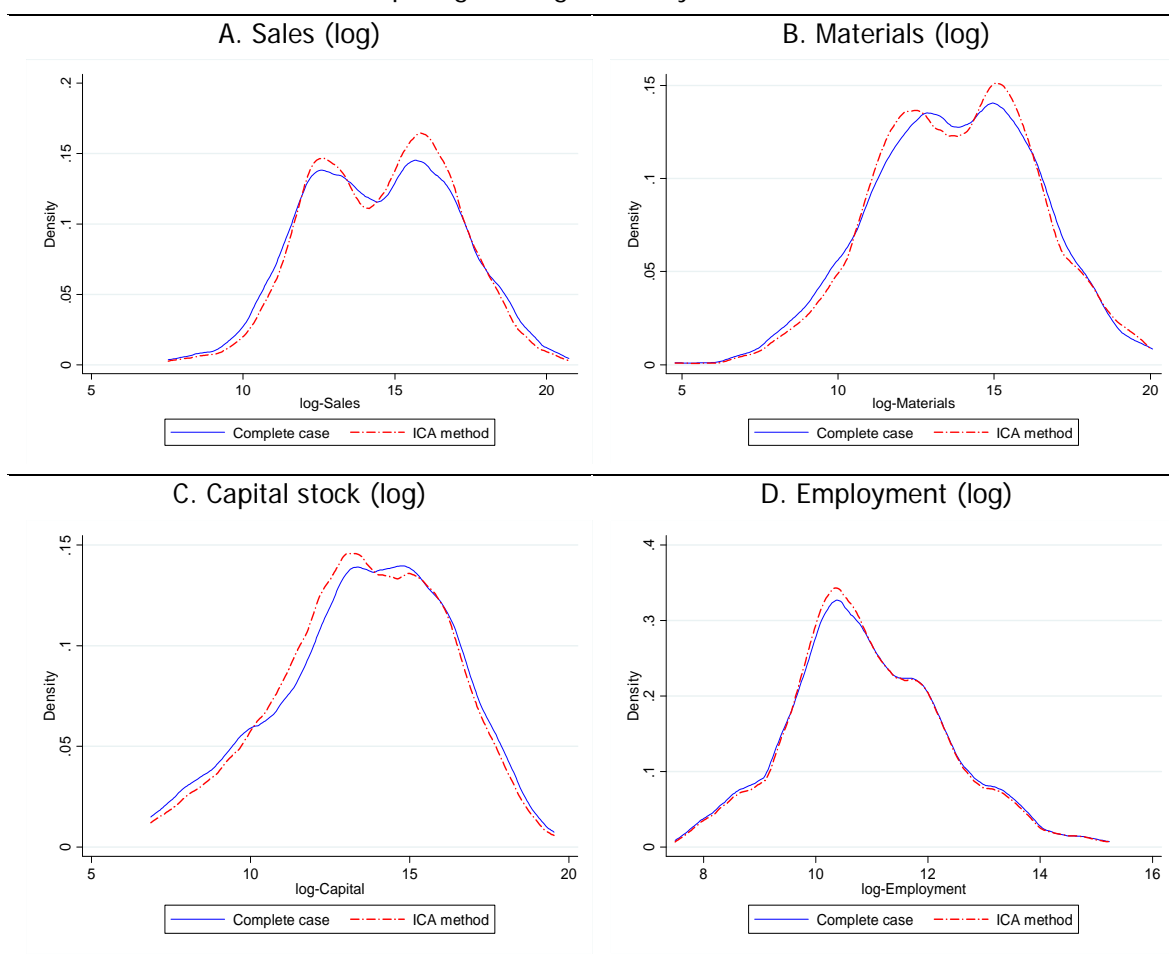 A. Sales (log)
B. Materials (log)
.2
.15
.1
.05
0
Density
5 10 15 20
log-Sales
Complete case ICA method
.15
.1
.05
0
Density
5 10 15 20
log-Materials
Complete case ICA method
C. Capital stock (log)
D. Employment (log)
.15
.1
.05
0
Density
5 10 15 20
log-Capital
Complete case ICA method
.4
.3
.2
.1
0
Density
8 10 12 14 16
log-Employment
Complete case ICA method